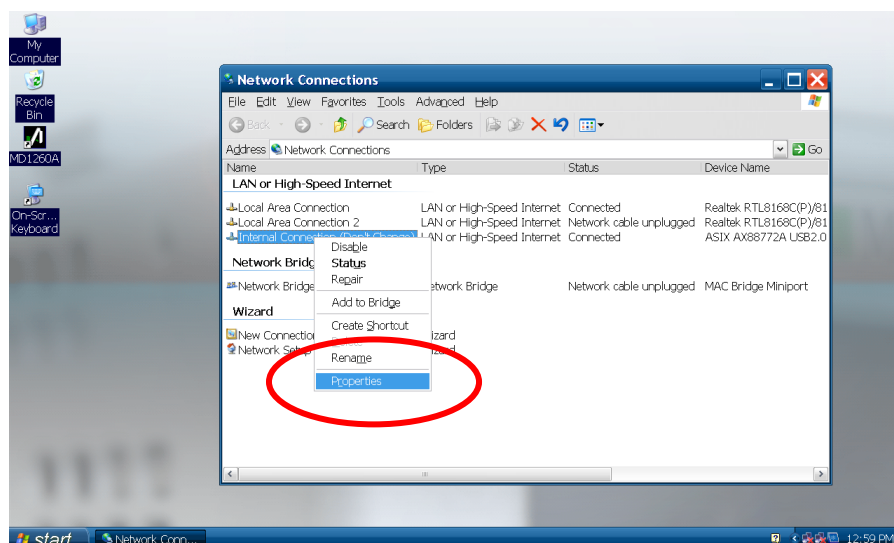 My
Computer
Recycle
Bin
MD1260A
On-Scr...
Keyboard
Network Connections
File Edit View Favorites Tools Advanced Help
Back Search Folders
Address Network Connections Go
Name Type Status Device Name
LAN or High-Speed Internet
Local Area Connection LAN or High-Speed Internet Connected Realtek RTL8168C(P)/81
Local Area Connection 2 LAN or High-Speed Internet Network cable unplugged Realtek RTL8168C(P)/81
Internal Connection (Don't Change) LAN or High-Speed Internet Connected ASIX AX88772A USB2.0
Disable
Network Bridg
Status
Repair
Network Bridge etwork Bridge Network cable unplugged MAC Bridge Miniport
Add to Bridge
Wizard
Create Shortcut
New Connection izard
Network Setup
Rename
Properties
start Network Conn... 12:59 PM